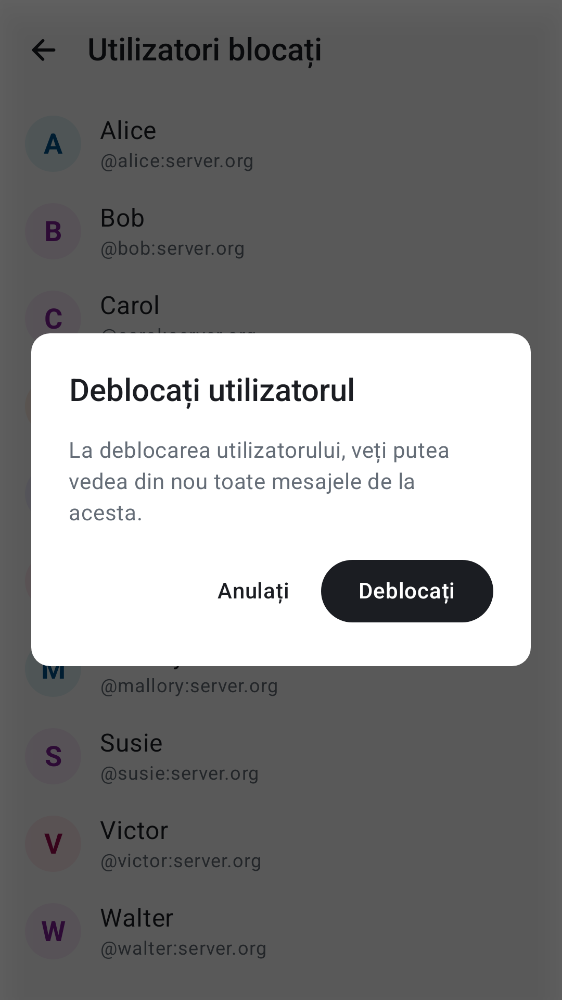 Utilizatori blocați
A
Alice
@alice:server.org
B
Bob
@bob:server.org
C
Carol
Deblocați utilizatorul
La deblocarea utilizatorului, veți putea
vedea din nou toate mesajele de la
acesta.
Anulați
Deblocați
M
@mallory:server.org
S
Susie
@susie:server.org
V
Victor
@victor:server.org
W
Walter
@walter:server.org